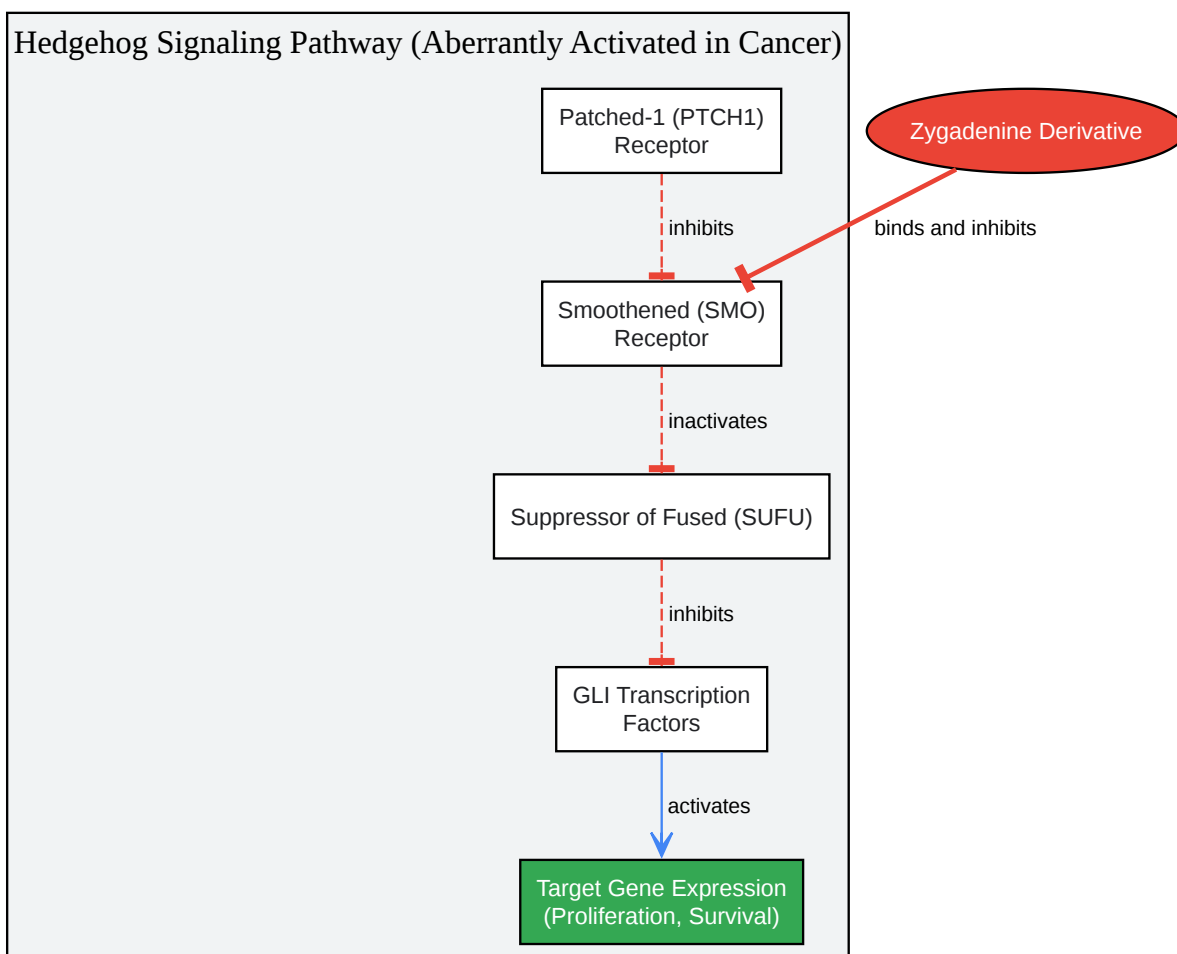 Hedgehog Signaling Pathway (Aberrantly Activated in Cancer)
Patched-1 (PTCH1)
Receptor
Zygadenine Derivative
inhibits
binds and inhibits
Smoothened (SMO)
Receptor
inactivates
Suppressor of Fused (SUFU)
inhibits
GLI Transcription
Factors
activates
Target Gene Expression
(Proliferation, Survival)